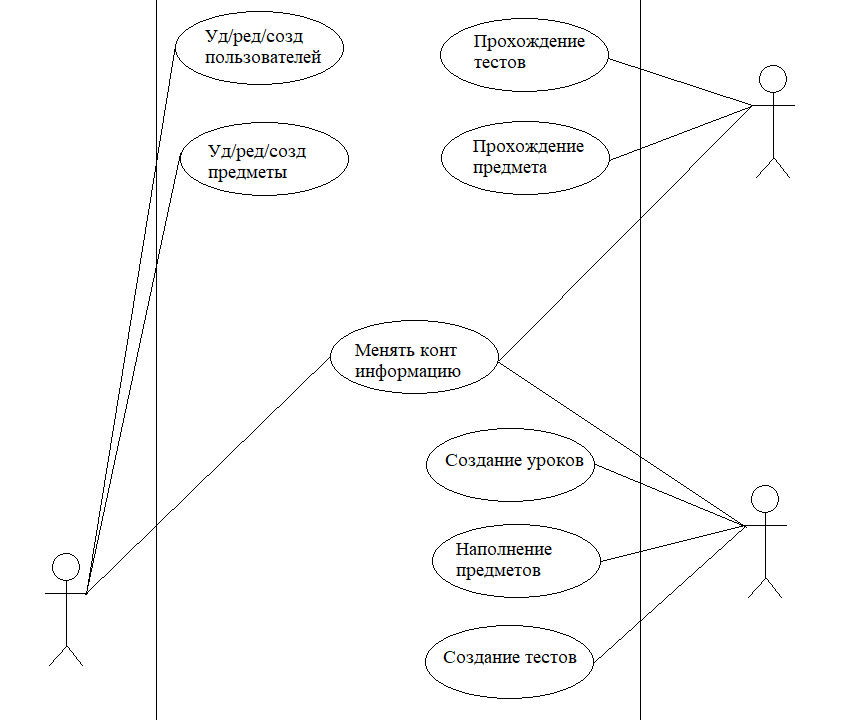 Уд/ред/созд
пользователей
Прохождение
тестов
Уд/ред/созд
предметы
Прохождение
предмета
Менять конт
информацию
Создание уроков
Наполнение
предметов
Создание тестов